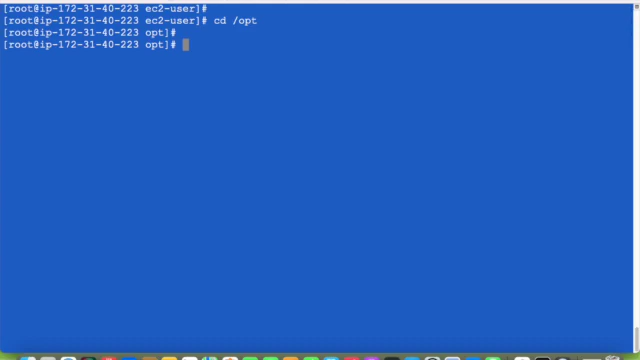 [root@ip-172-31-40-223 ec2-user]#
[root@ip-172-31-40-223 ec2-user]# cd /opt
[root@ip-172-31-40-223 opt]#
[root@ip-172-31-40-223 opt]#